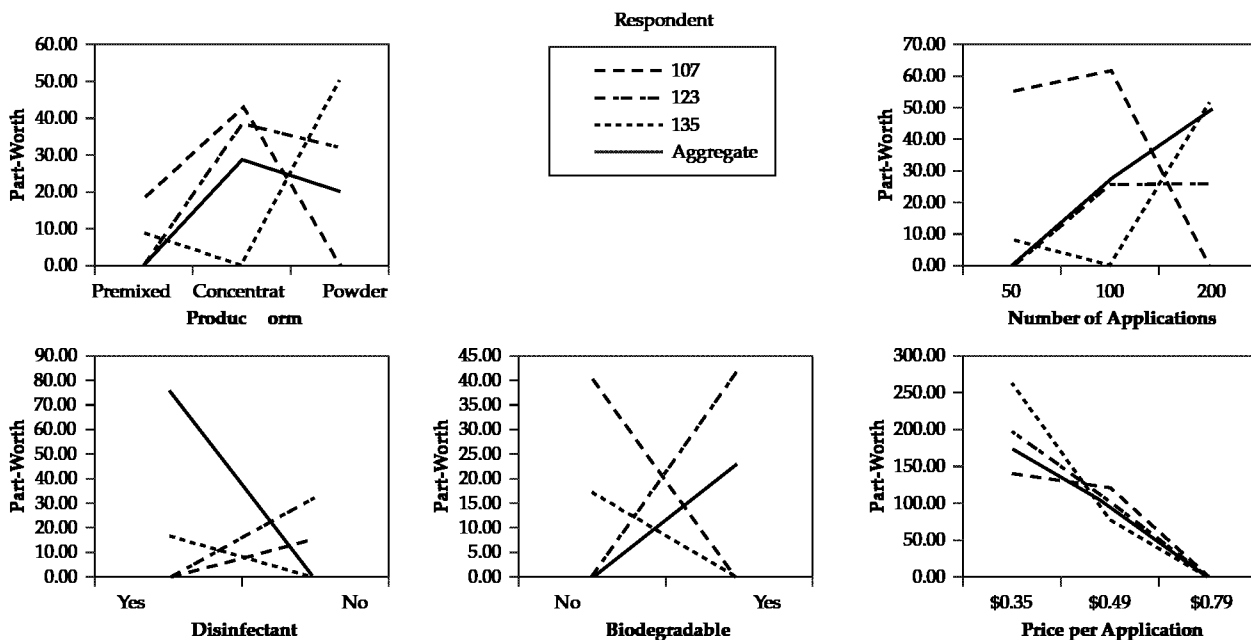 Respondent
107
123
135
Aggregate
60.00
50.00
40.00
30.00
20.00
10.00
0.00
Part-Worth
Premixed Concentrat Powder
Produc orm
70.00
60.00
50.00
40.00
30.00
20.00
10.00
0.00
Part-Worth
50 100 200
Number of Applications
90.00
80.00
70.00
60.00
50.00
40.00
30.00
20.00
10.00
0.00
Part-Worth
Yes No
Disinfectant
45.00
40.00
35.00
30.00
25.00
20.00
15.00
10.00
5.00
0.00
Part-Worth
No Yes
Biodegradable
300.00
250.00
200.00
150.00
100.00
50.00
0.00
Part-Worth
$0.35 $0.49 $0.79
Price per Application